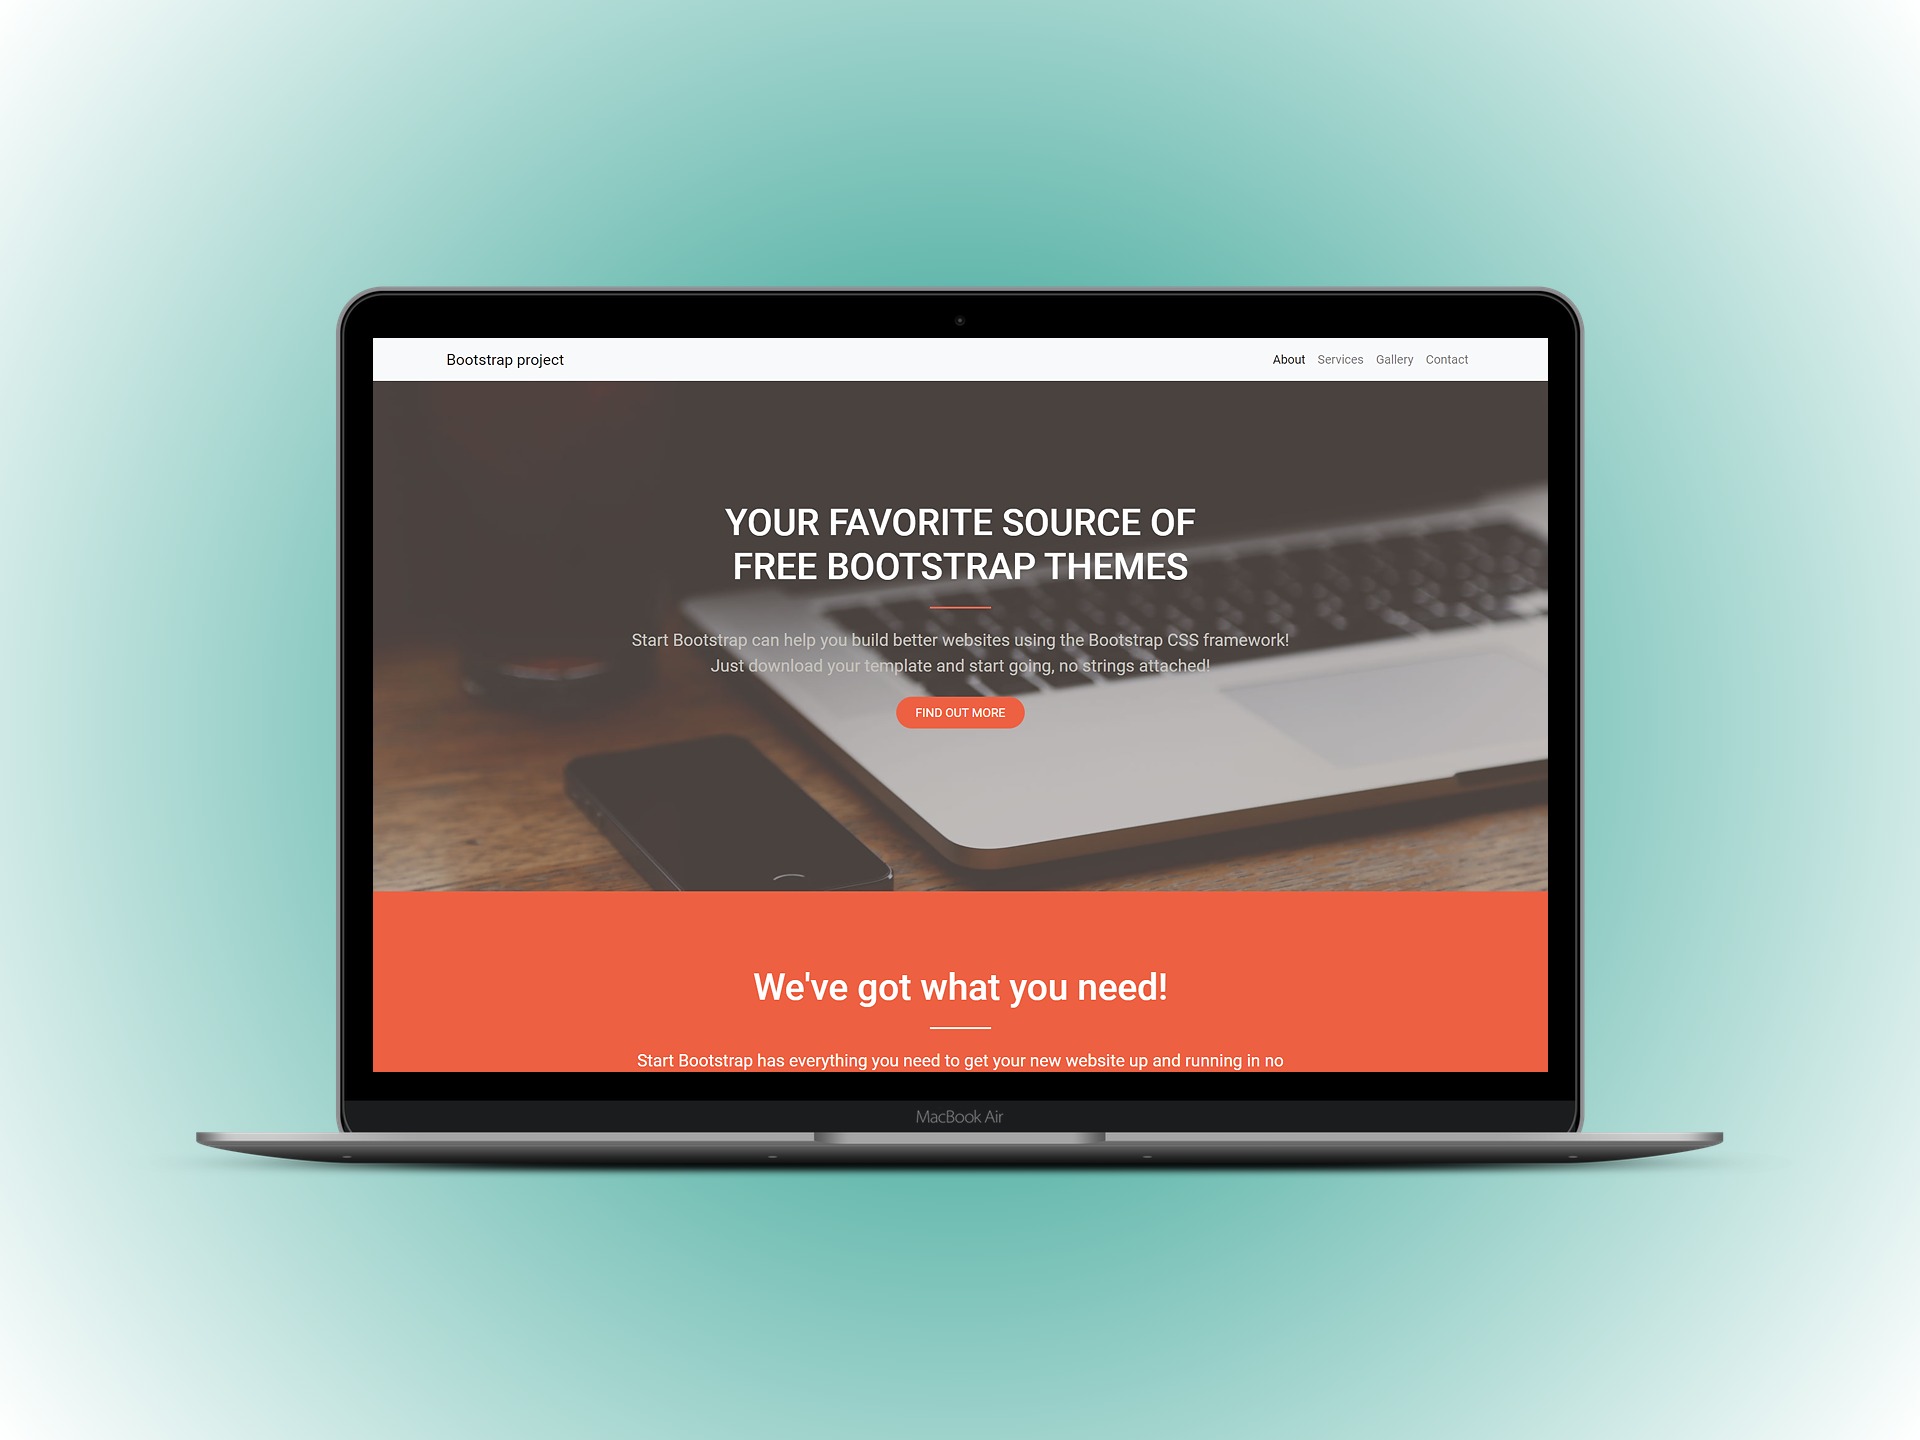 Bootstrap project
About Services Gallery Contact
YOUR FAVORITE SOURCE OF
FREE BOOTSTRAP THEMES
Start Bootstrap can help you build better websites using the Bootstrap CSS framework!
Just download your template and start going, no strings attached!
FIND OUT MORE
We've got what you need!
Start Bootstrap has everything you need to get your new website up and running in no
MacBook Air